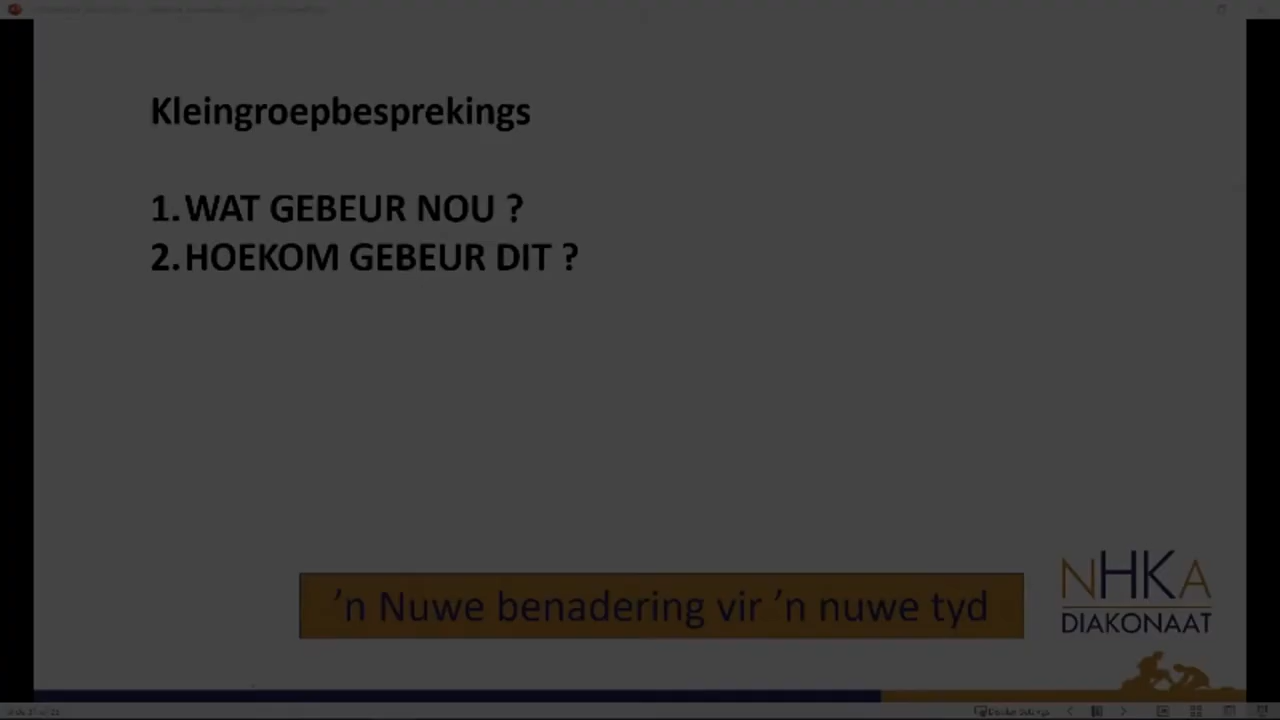 Kleingroepbesprekings
1. WAT GEBEUR NOU ?
2. HOEKOM GEBEUR DIT ?
'n Nuwe benadering vir 'n nuwe tyd
NHKA
DIAKONAAT